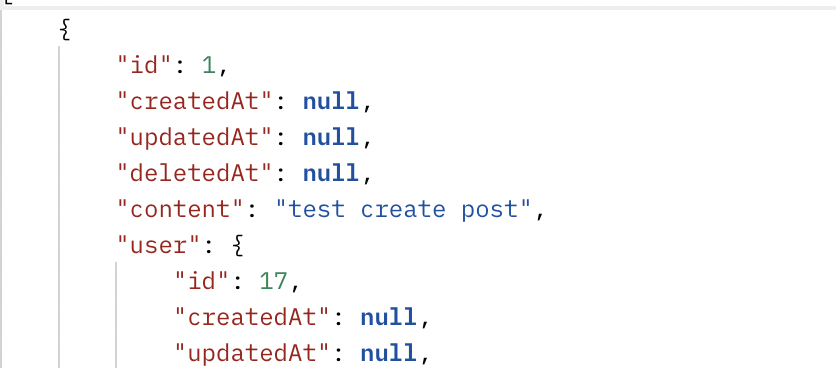 {
"id": 1,
"createdAt": null,
"updatedAt": null,
"deletedAt": null,
"content": "test create post",
"user": {
"id": 17,
"createdAt": null,
"updatedAt": null,